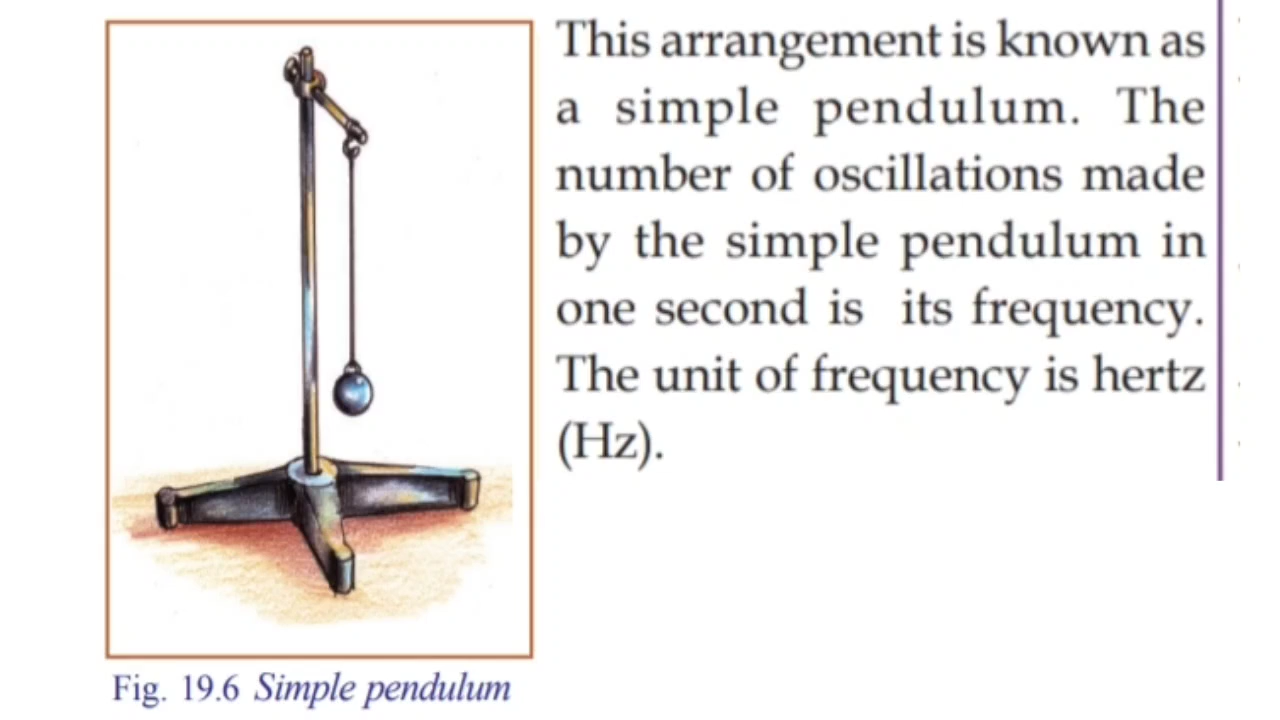 This arrangement is known as
a simple pendulum. The
number of oscillations made
by the simple pendulum in
one second is its frequency.
The unit of frequency is hertz
(Hz).
Fig. 19.6 Simple pendulum